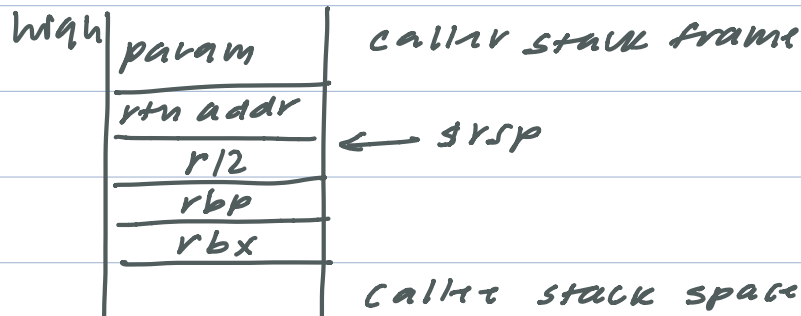 high
param
caller stack frame
rtn addr
$rsp
r12
rbp
rbx
callee stack space